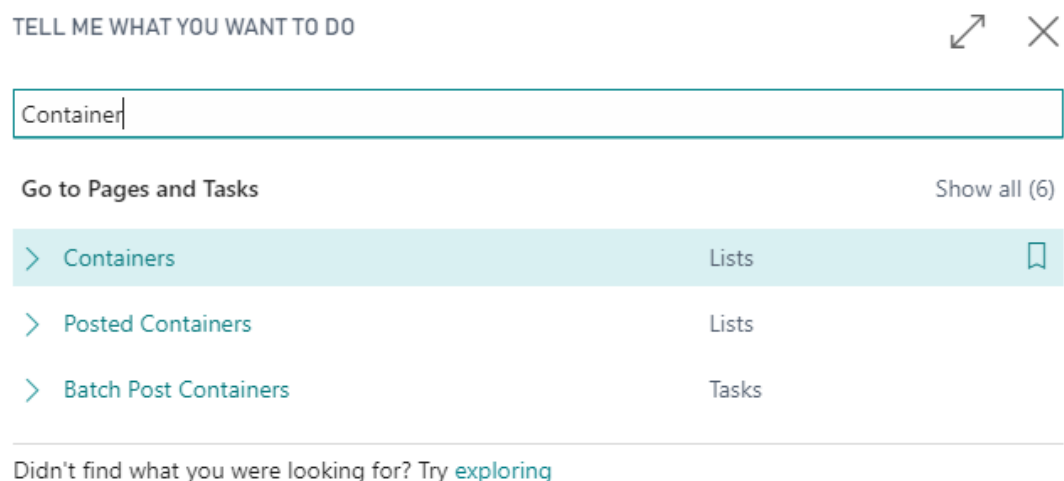 TELL ME WHAT YOU WANT TO DO
Container
Go to Pages and Tasks Show all (6)
Containers Lists
Posted Containers Lists
Batch Post Containers Tasks
Didn't find what you were looking for? Try exploring